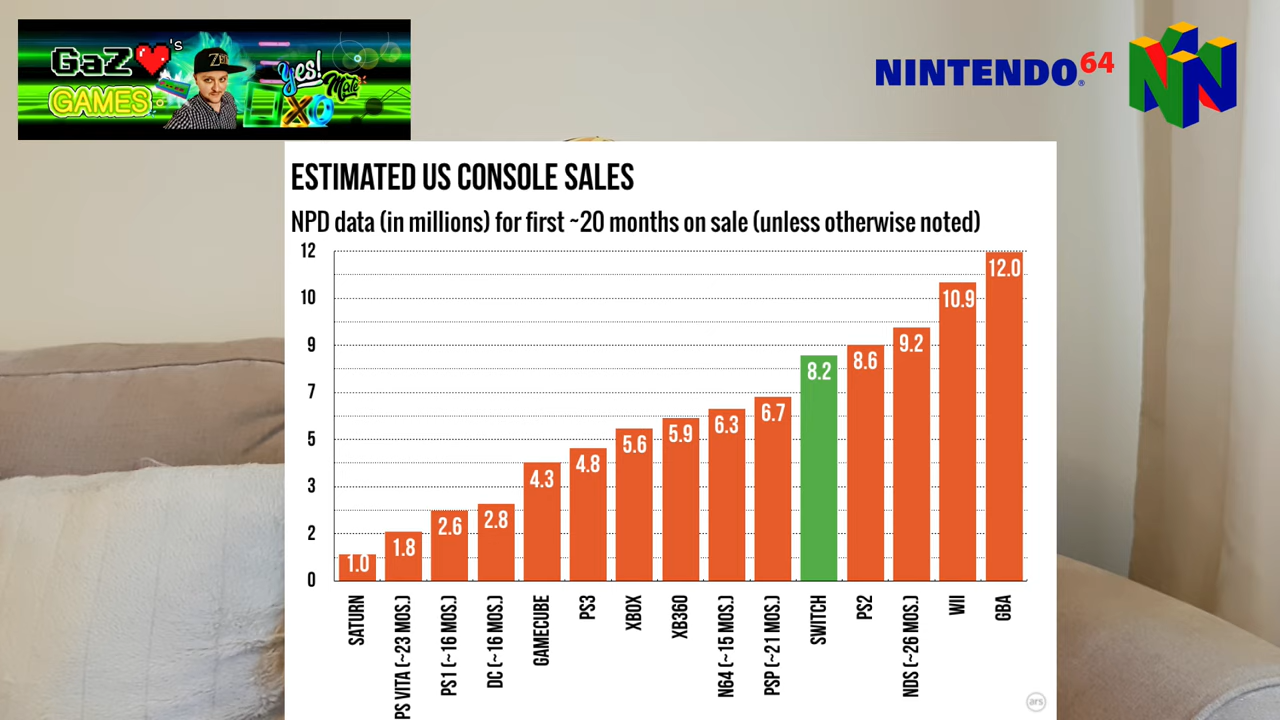 GaZ 's
GAMES
ZEN
Yes!
Mate
NINTENDO®64
ESTIMATED US CONSOLE SALES
NPD data (in millions) for first ~20 months on sale (unless otherwise noted)
12
10
9
7
5
3
2
0
1.0
1.8
2.6
2.8
4.3
4.8
5.6
5.9
6.3
6.7
8.2
8.6
9.2
10.9
12.0
SATURN
PS VITA (~23 MOS.)
PS1 (~16 MOS.)
DC (~16 MOS.)
GAMECUBE
PS3
XBOX
XB360
N64 (~15 MOS.)
PSP (~21 MOS.)
SWITCH
PS2
NDS (~26 MOS.)
WII
GBA
ars